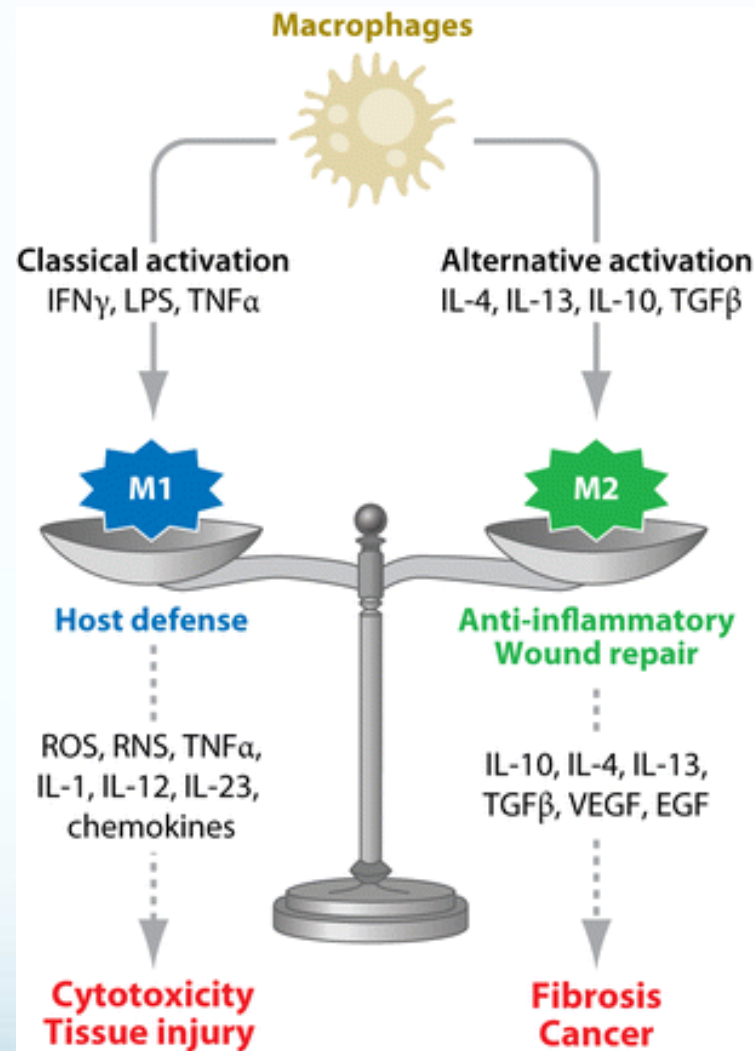 Macrophages
Classical activation
IFNγ, LPS, TNFα
Alternative activation
IL-4, IL-13, IL-10, TGFβ
M1
M2
Host defense
Anti-inflammatory
Wound repair
ROS, RNS, TNFα,
IL-1, IL-12, IL-23,
chemokines
IL-10, IL-4, IL-13,
TGFβ, VEGF, EGF
Cytotoxicity
Tissue injury
Fibrosis
Cancer